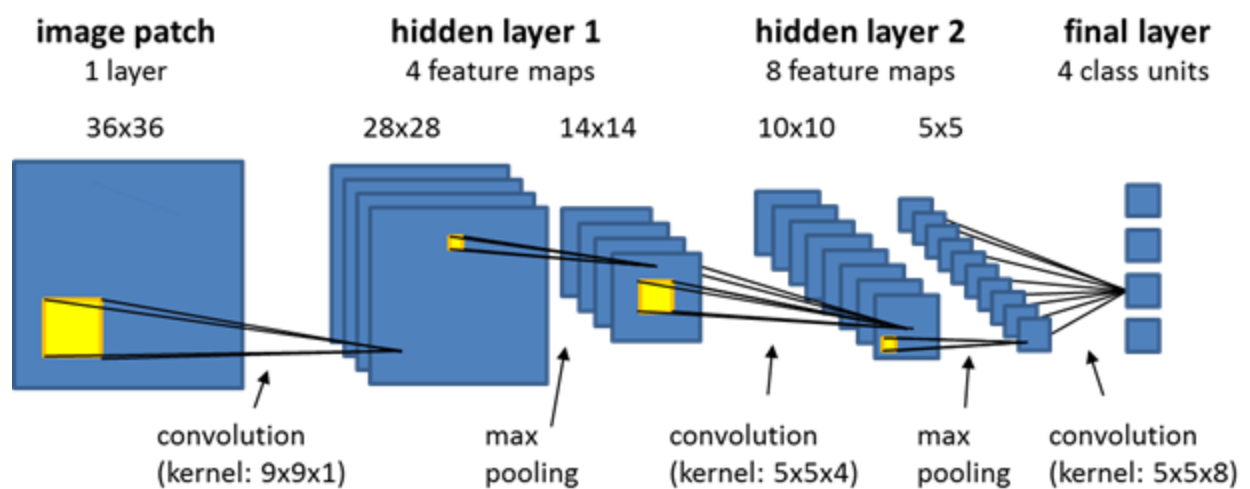 image patch
1 layer
hidden layer 1
4 feature maps
hidden layer 2
8 feature maps
final layer
4 class units
36x36
28x28
14x14
10x10
5x5
convolution
(kernel: 9x9x1)
max
pooling
convolution
(kernel: 5x5x4)
max
pooling
convolution
(kernel: 5x5x8)